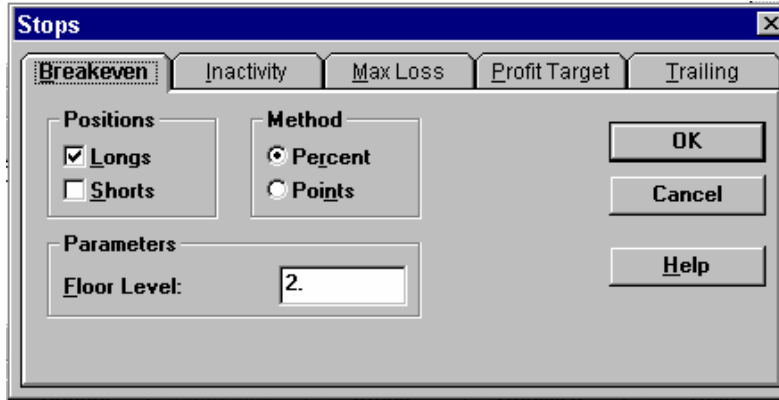 Stops
Breakeven Inactivity Max Loss Profit Target Trailing
Positions
Longs
Shorts
Method
Percent
Points
Parameters
Floor Level: 2.
OK
Cancel
Help